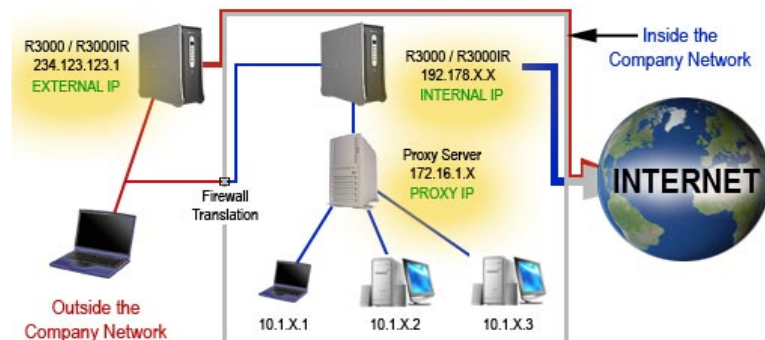 R3000 / R3000IR
234.123.123.1
EXTERNAL IP
R3000 / R3000IR
192.178.X.X
INTERNAL IP
Inside the
Company Network
Proxy Server
172.16.1.X
PROXY IP
INTERNET
Firewall
Translation
Outside the
Company Network
10.1.X.1
10.1.X.2
10.1.X.3